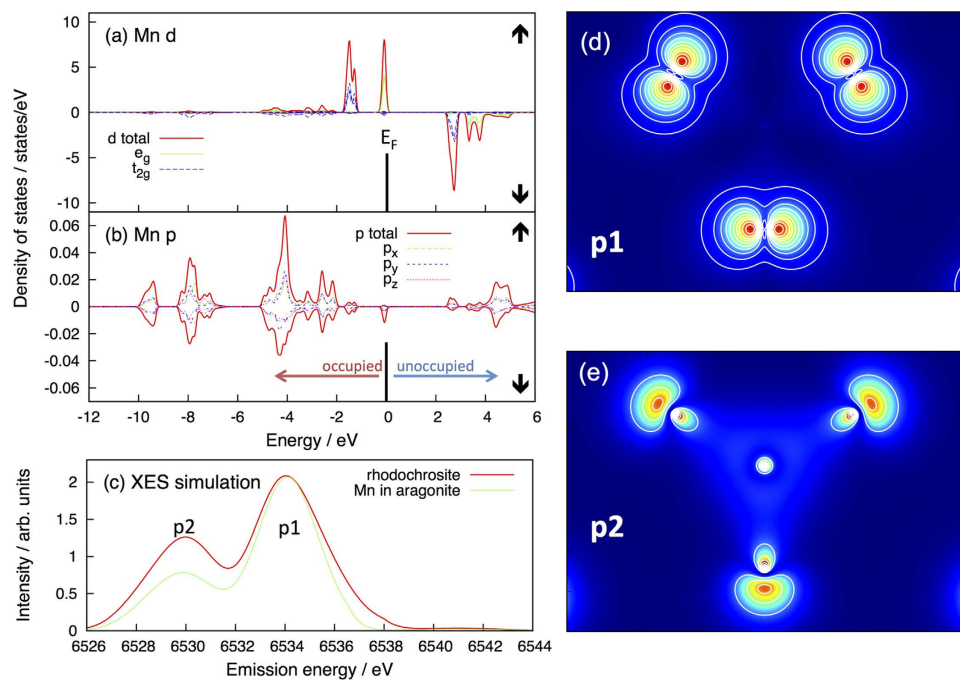 (a) Mn d
10
5
0
-5
-10
Density of states / states/eV
d total
e_g
t_2g
E_F
(b) Mn p
0.06
0.04
0.02
0
-0.02
-0.04
-0.06
p total
p_x
p_y
p_z
occupied
unoccupied
-12 -10 -8 -6 -4 -2 0 2 4 6
Energy / eV
(c) XES simulation
rhodochrosite
Mn in aragonite
p2
p1
2
1.5
1
0.5
0
Intensity / arb. units
6526 6528 6530 6532 6534 6536 6538 6540 6542 6544
Emission energy / eV
(d)
p1
(e)
p2